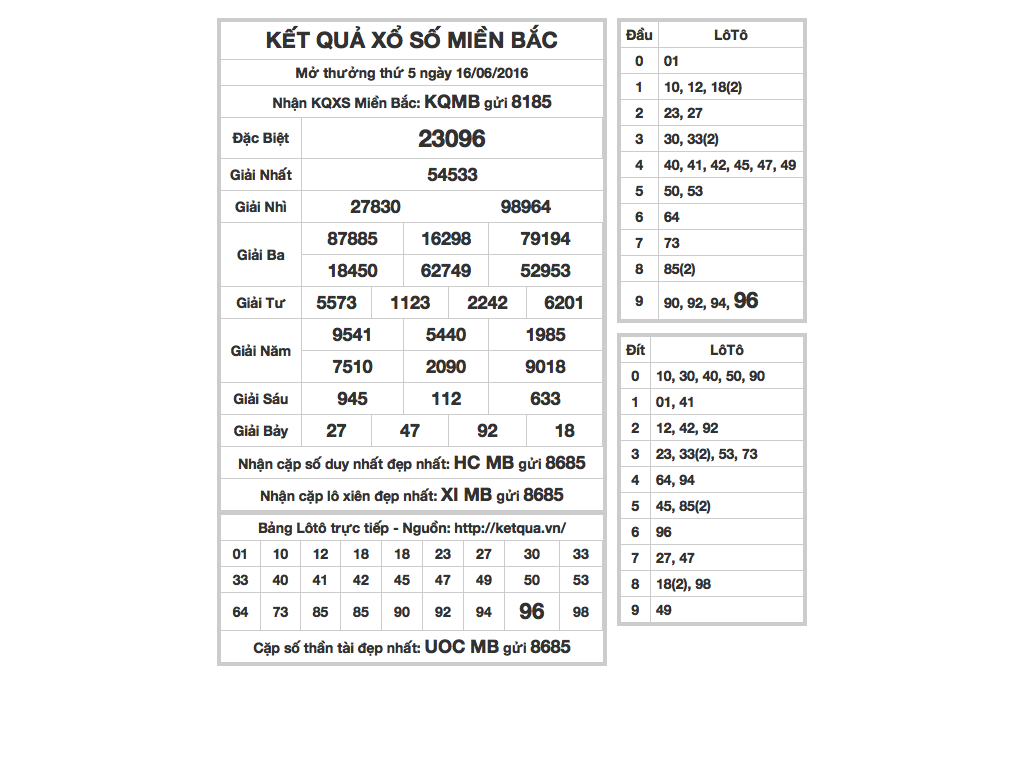 KẾT QUẢ XỔ SỐ MIỀN BẮC
Mở thưởng thứ 5 ngày 16/06/2016
Nhận KQXS Miền Bắc: KQMB gửi 8185
Đặc Biệt 23096
Giải Nhất 54533
Giải Nhì 27830 98964
Giải Ba 87885 16298 79194
18450 62749 52953
Giải Tư 5573 1123 2242 6201
Giải Năm 9541 5440 1985
7510 2090 9018
Giải Sáu 945 112 633
Giải Bảy 27 47 92 18
Nhận cặp số duy nhất đẹp nhất: HC MB gửi 8685
Nhận cặp lô xiên đẹp nhất: XI MB gửi 8685
Bảng Lôtô trực tiếp - Nguồn: http://ketqua.vn/
01 10 12 18 18 23 27 30 33
33 40 41 42 45 47 49 50 53
64 73 85 85 90 92 94 96 98
Cặp số thần tài đẹp nhất: UOC MB gửi 8685
Đầu LôTô
0 01
1 10, 12, 18(2)
2 23, 27
3 30, 33(2)
4 40, 41, 42, 45, 47, 49
5 50, 53
6 64
7 73
8 85(2)
9 90, 92, 94, 96
Đít LôTô
0 10, 30, 40, 50, 90
1 01, 41
2 12, 42, 92
3 23, 33(2), 53, 73
4 64, 94
5 45, 85(2)
6 96
7 27, 47
8 18(2), 98
9 49